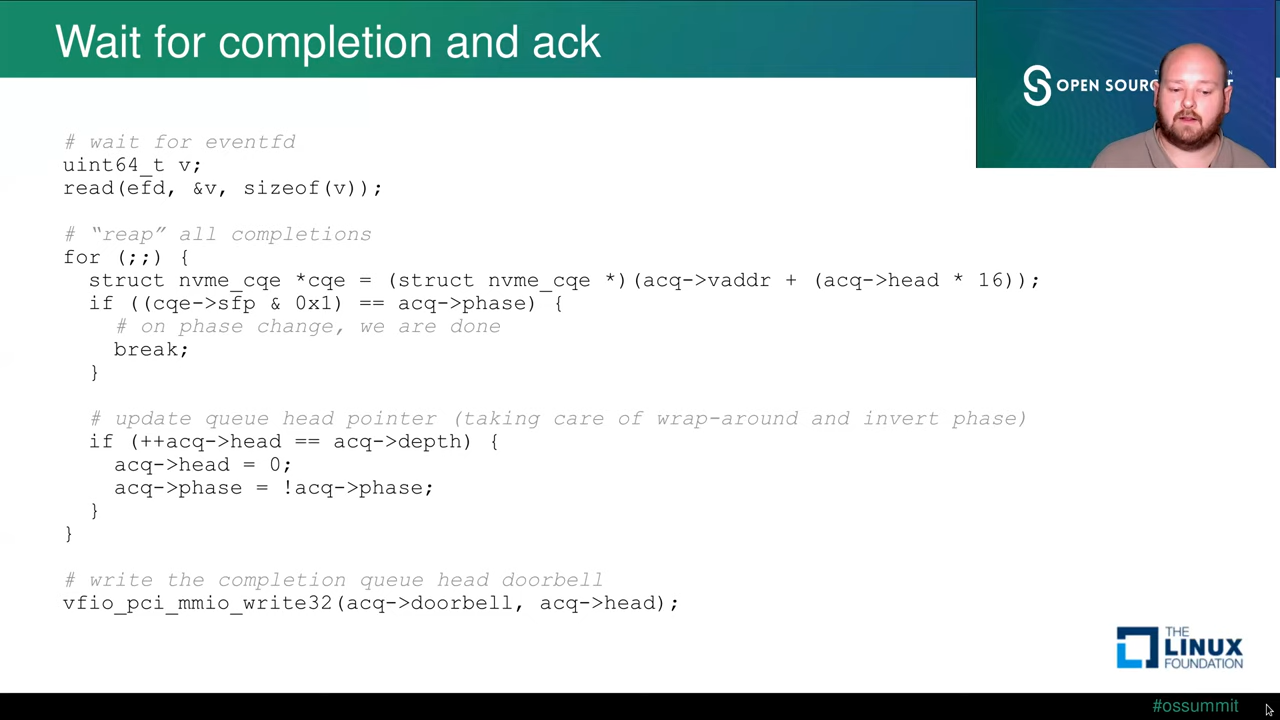 Wait for completion and ack
OPEN SOURC
# wait for eventfd
uint64_t v;
read(efd, &v, sizeof(v));
# “reap” all completions
for (;;) {
struct nvme_cqe *cqe = (struct nvme_cqe *)(acq->vaddr + (acq->head * 16));
if ((cqe->sfp & 0x1) == acq->phase) {
# on phase change, we are done
break;
}
# update queue head pointer (taking care of wrap-around and invert phase)
if (++acq->head == acq->depth) {
acq->head = 0;
acq->phase = !acq->phase;
}
}
# write the completion queue head doorbell
vfio_pci_mmio_write32(acq->doorbell, acq->head);
THE
LINUX
FOUNDATION
#ossummit